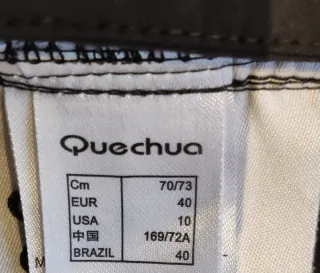 Quechua
Cm 70/73
EUR 40
USA 10
中国 169/72A
BRAZIL 40
M -